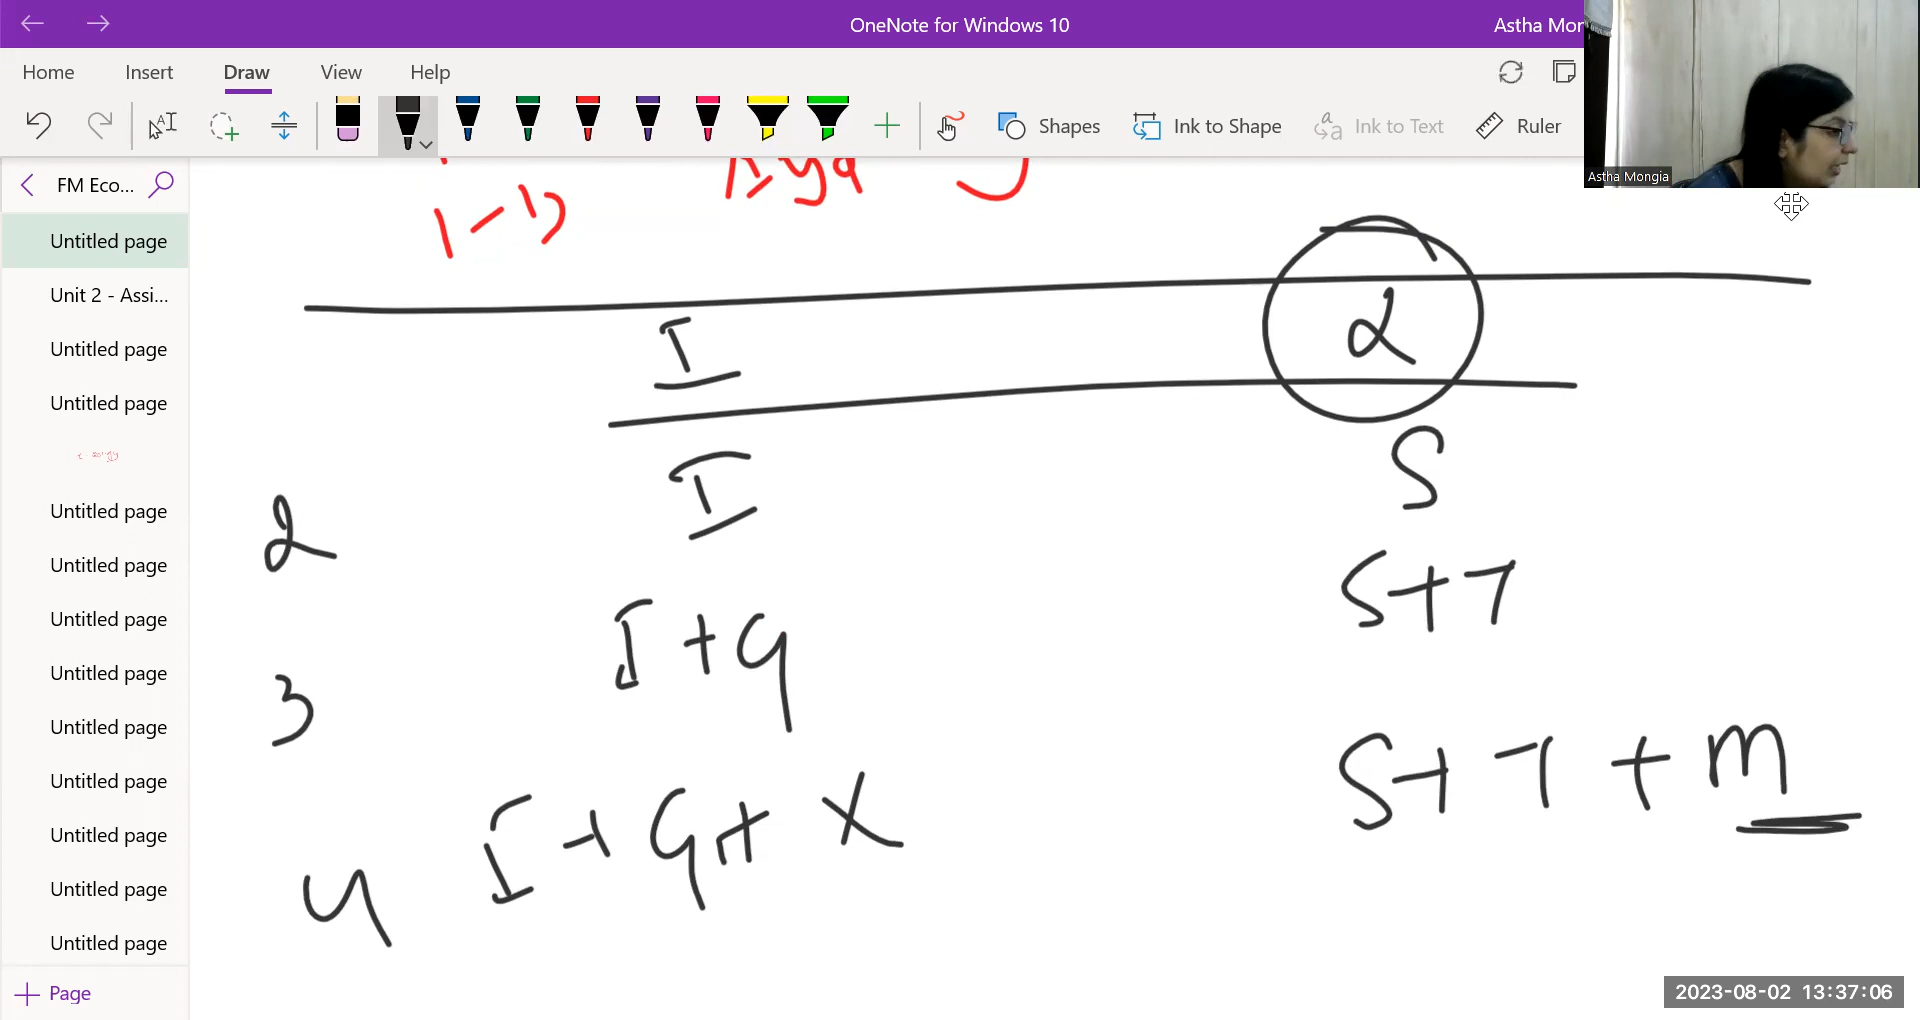 OneNote for Windows 10
Astha Mon
Home Insert Draw View Help
Shapes Ink to Shape Ink to Text Ruler
Astha Mongia
FM Eco...
Untitled page
Unit 2 - Assi...
Untitled page
Untitled page
Untitled page
Untitled page
Untitled page
Untitled page
Untitled page
Untitled page
Untitled page
Untitled page
Untitled page
Page
I 2
I S
2 I+G S+T
3 I+G+X S+T+M
4
2023-08-02 13:37:06